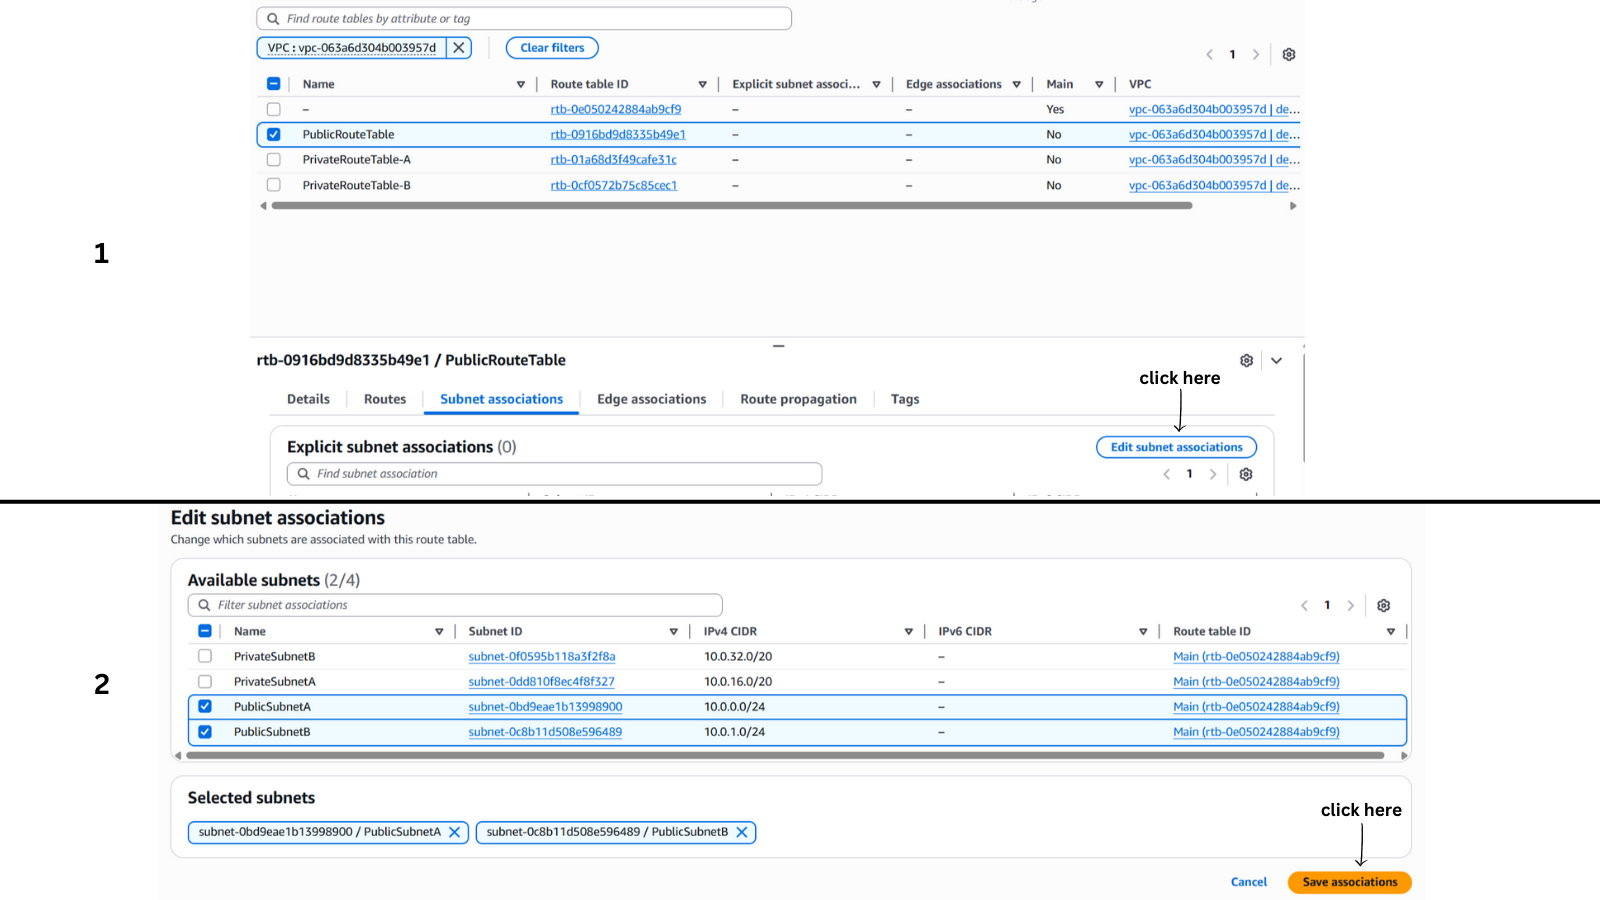 Find route tables by attribute or tag
VPC : vpc-063a6d304b003957d
Clear filters
1
Name Route table ID Explicit subnet associ... Edge associations Main VPC
– rtb-0e050242884ab9cf9 – – Yes vpc-063a6d304b003957d | de...
PublicRouteTable rtb-0916bd9d8335b49e1 – – No vpc-063a6d304b003957d | de...
PrivateRouteTable-A rtb-01a68d3f49cafe31c – – No vpc-063a6d304b003957d | de...
PrivateRouteTable-B rtb-0cf0572b75c85cec1 – – No vpc-063a6d304b003957d | de...
1
rtb-0916bd9d8335b49e1 / PublicRouteTable
click here
Details Routes Subnet associations Edge associations Route propagation Tags
Explicit subnet associations (0)
Edit subnet associations
Find subnet association
1
Edit subnet associations
Change which subnets are associated with this route table.
Available subnets (2/4)
Filter subnet associations
1
Name Subnet ID IPv4 CIDR IPv6 CIDR Route table ID
PrivateSubnetB subnet-0f0595b118a3f2f8a 10.0.32.0/20 – Main (rtb-0e050242884ab9cf9)
PrivateSubnetA subnet-0dd810f8ec4f8f327 10.0.16.0/20 – Main (rtb-0e050242884ab9cf9)
2
PublicSubnetA subnet-0bd9eae1b13998900 10.0.0.0/24 – Main (rtb-0e050242884ab9cf9)
PublicSubnetB subnet-0c8b11d508e596489 10.0.1.0/24 – Main (rtb-0e050242884ab9cf9)
Selected subnets
click here
subnet-0bd9eae1b13998900 / PublicSubnetA
subnet-0c8b11d508e596489 / PublicSubnetB
Cancel
Save associations